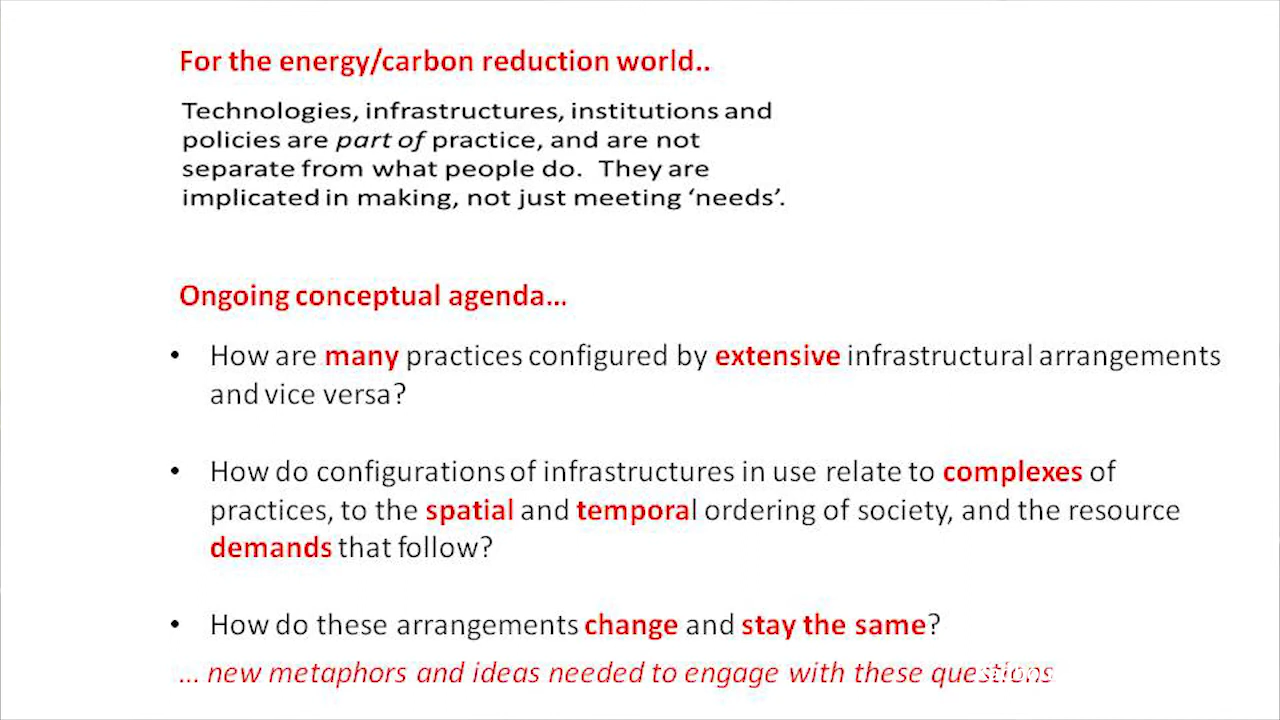 For the energy/carbon reduction world..
Technologies, infrastructures, institutions and
policies are part of practice, and are not
separate from what people do. They are
implicated in making, not just meeting ‘needs’.
Ongoing conceptual agenda...
• How are many practices configured by extensive infrastructural arrangements
and vice versa?
• How do configurations of infrastructures in use relate to complexes of
practices, to the spatial and temporal ordering of society, and the resource
demands that follow?
• How do these arrangements change and stay the same?
... new metaphors and ideas needed to engage with these questions